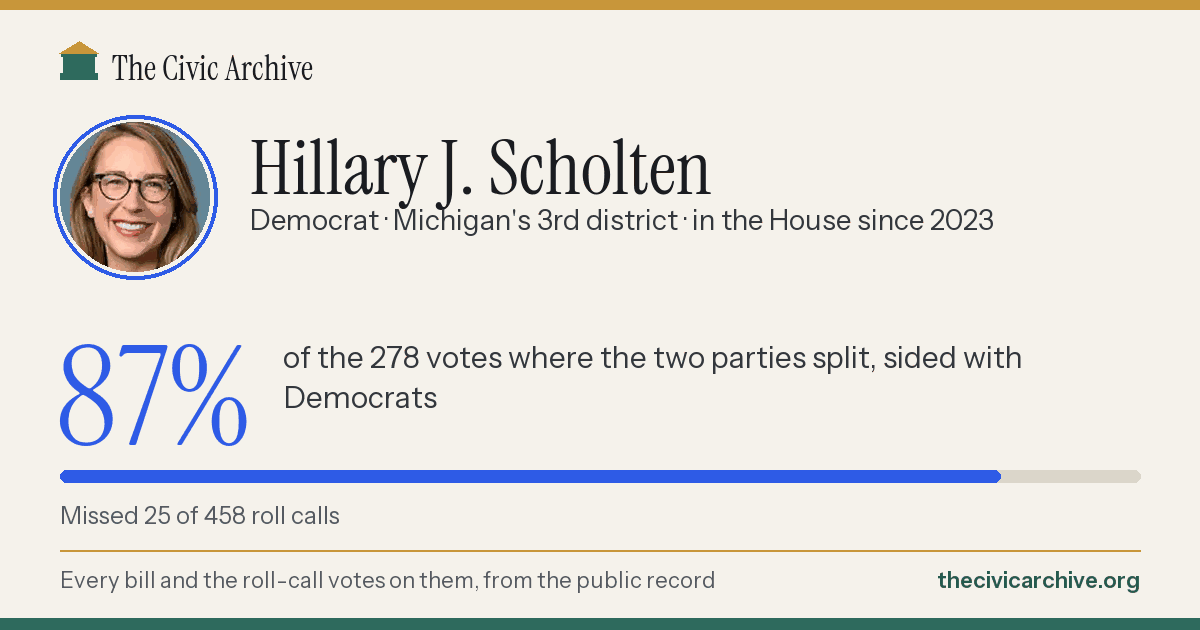 The Civic Archive
Hillary J. Scholten
Democrat · Michigan's 3rd district · in the House since 2023
87%
of the 278 votes where the two parties split, sided with
Democrats
Missed 25 of 458 roll calls
Every bill and the roll-call votes on them, from the public record
thecivicarchive.org